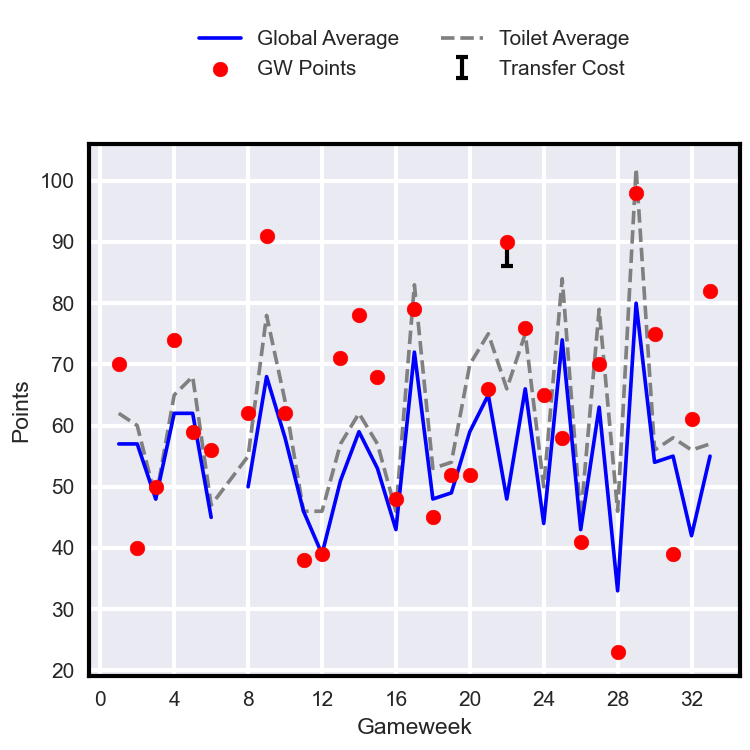 Global Average
Toilet Average
GW Points
Transfer Cost
100
90
80
70
60
50
40
30
20
Points
0 4 8 12 16 20 24 28 32
Gameweek